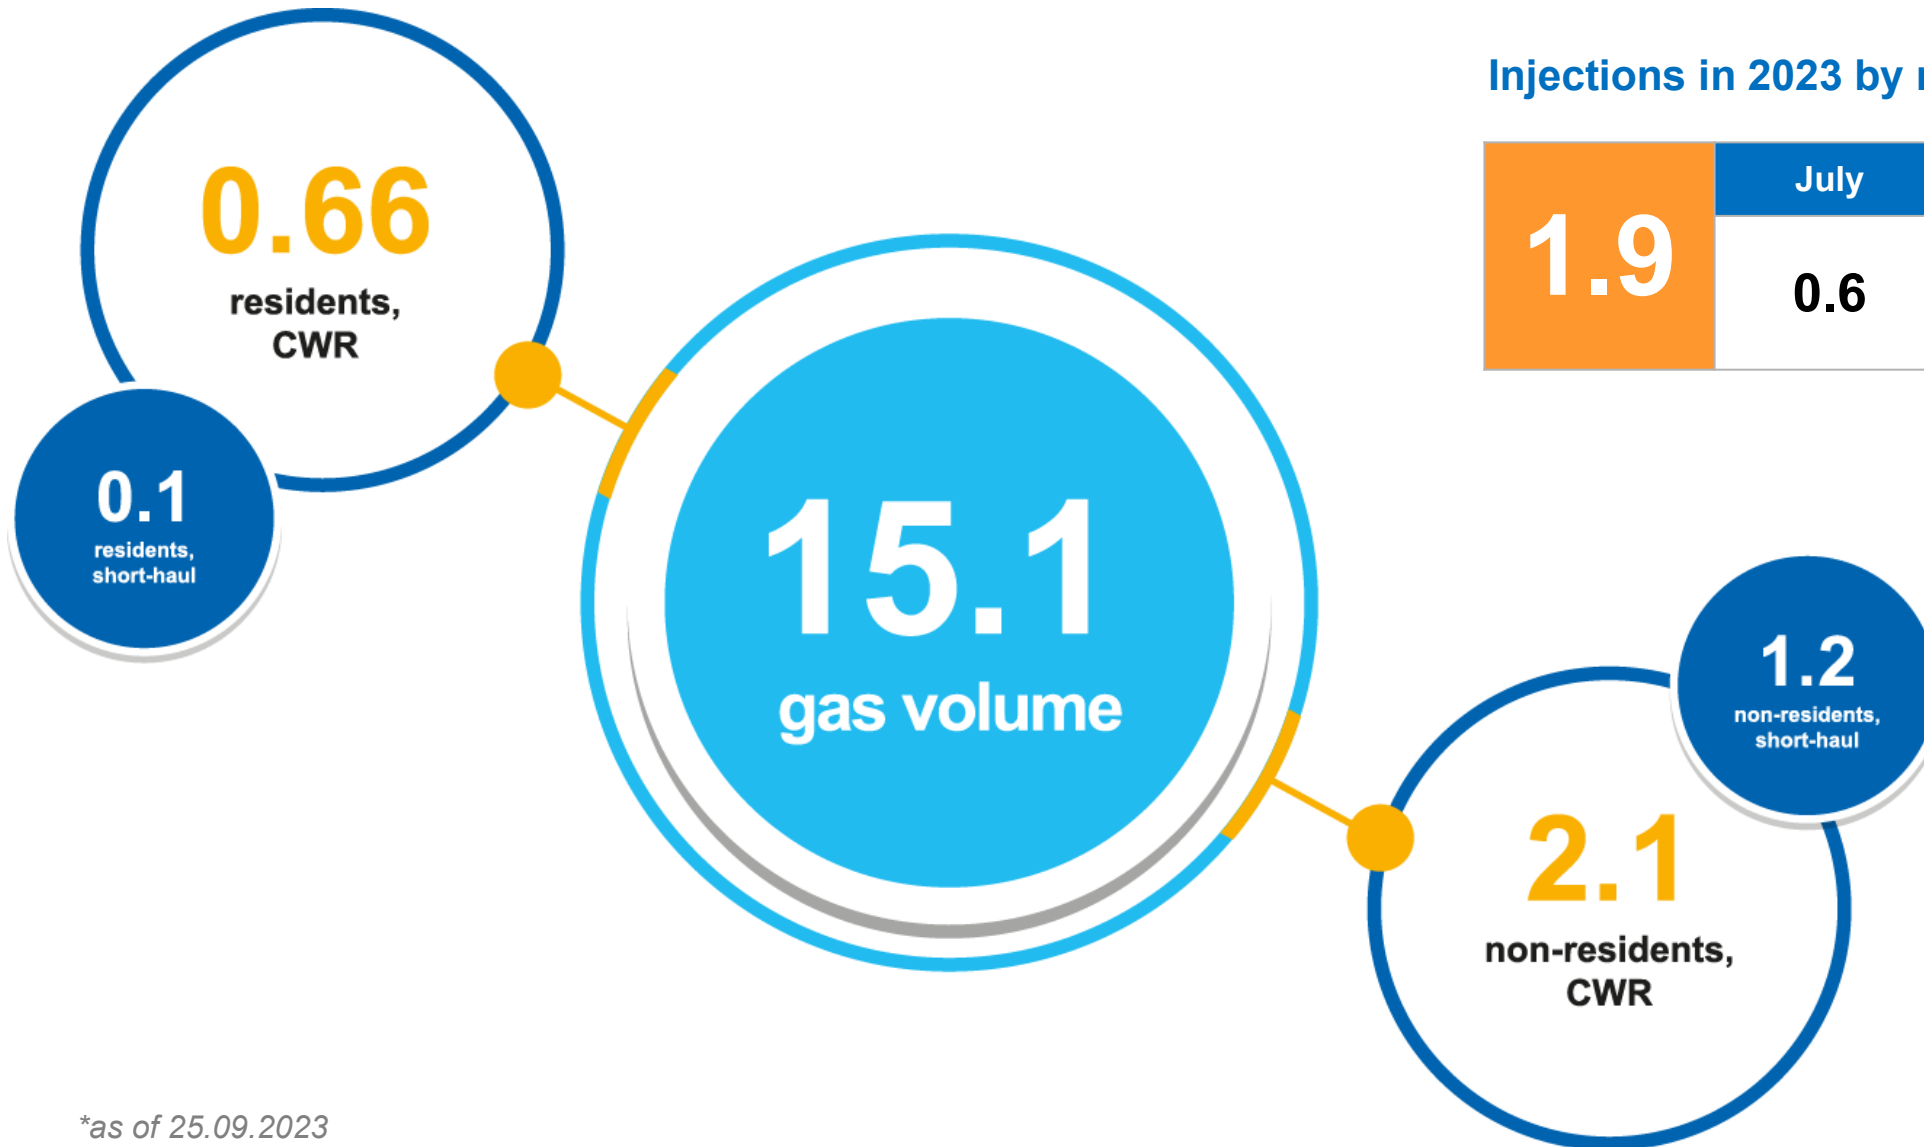 Injections in 2023 by
1.9
July
0.6
0.66
residents,
CWR
0.1
residents,
short-haul
15.1
gas volume
1.2
non-residents,
short-haul
2.1
non-residents,
CWR
*as of 25.09.2023